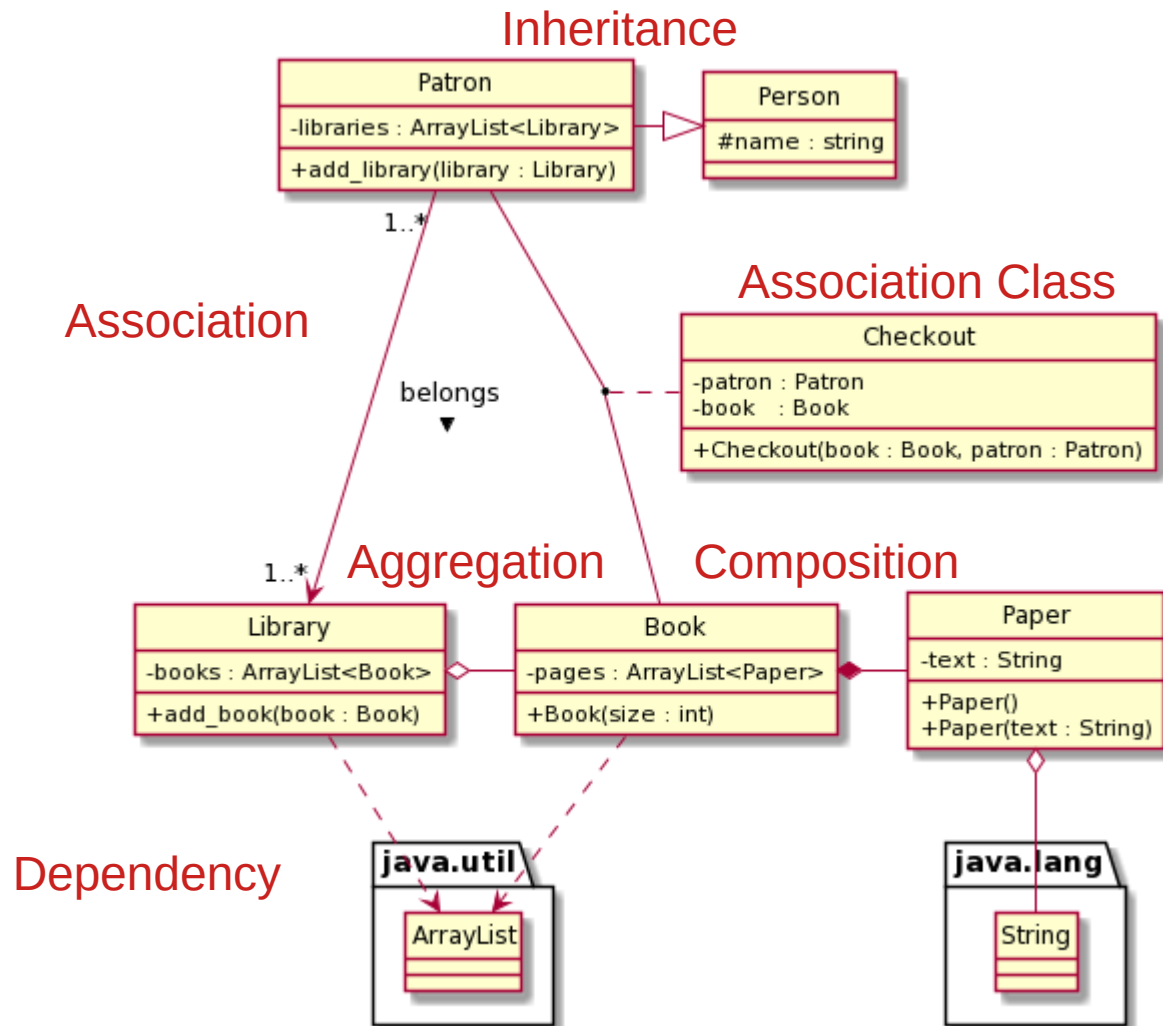 Inheritance
Patron
-libraries : ArrayList<Library>
+add_library(library : Library)
Person
#name : string
1..*
Association Class
Association
Checkout
-patron : Patron
-book : Book
+Checkout(book : Book, patron : Patron)
belongs
▼
1..*
Aggregation
Composition
Library
-books : ArrayList<Book>
+add_book(book : Book)
Book
-pages : ArrayList<Paper>
+Book(size : int)
Paper
-text : String
+Paper()
+Paper(text : String)
Dependency
java.util
ArrayList
java.lang
String